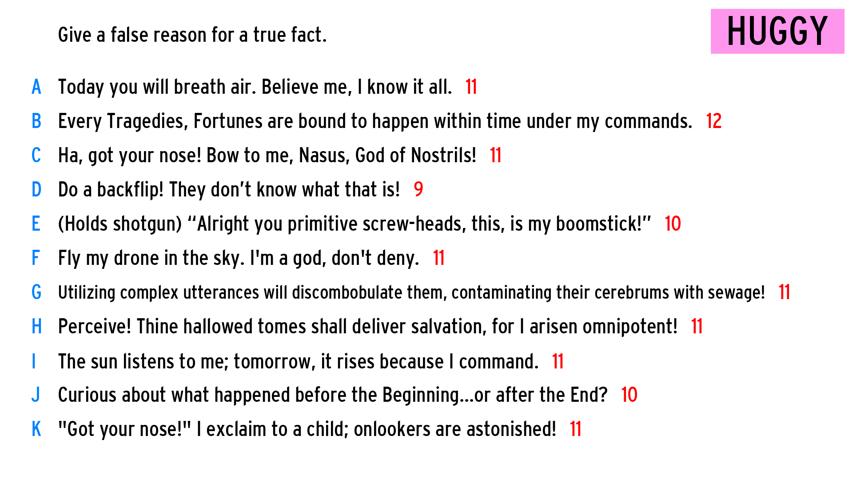 Give a false reason for a true fact.
HUGGY
A Today you will breath air. Believe me, I know it all. 11
B Every Tragedies, Fortunes are bound to happen within time under my commands. 12
C Ha, got your nose! Bow to me, Nasus, God of Nostrils! 11
D Do a backflip! They don't know what that is! 9
E (Holds shotgun) “Alright you primitive screw-heads, this, is my boomstick!” 10
F Fly my drone in the sky. I'm a god, don't deny. 11
G Utilizing complex utterances will discombobulate them, contaminating their cerebrums with sewage! 11
H Perceive! Thine hallowed tomes shall deliver salvation, for I arisen omnipotent! 11
I The sun listens to me; tomorrow, it rises because I command. 11
J Curious about what happened before the Beginning...or after the End? 10
K "Got your nose!" I exclaim to a child; onlookers are astonished! 11